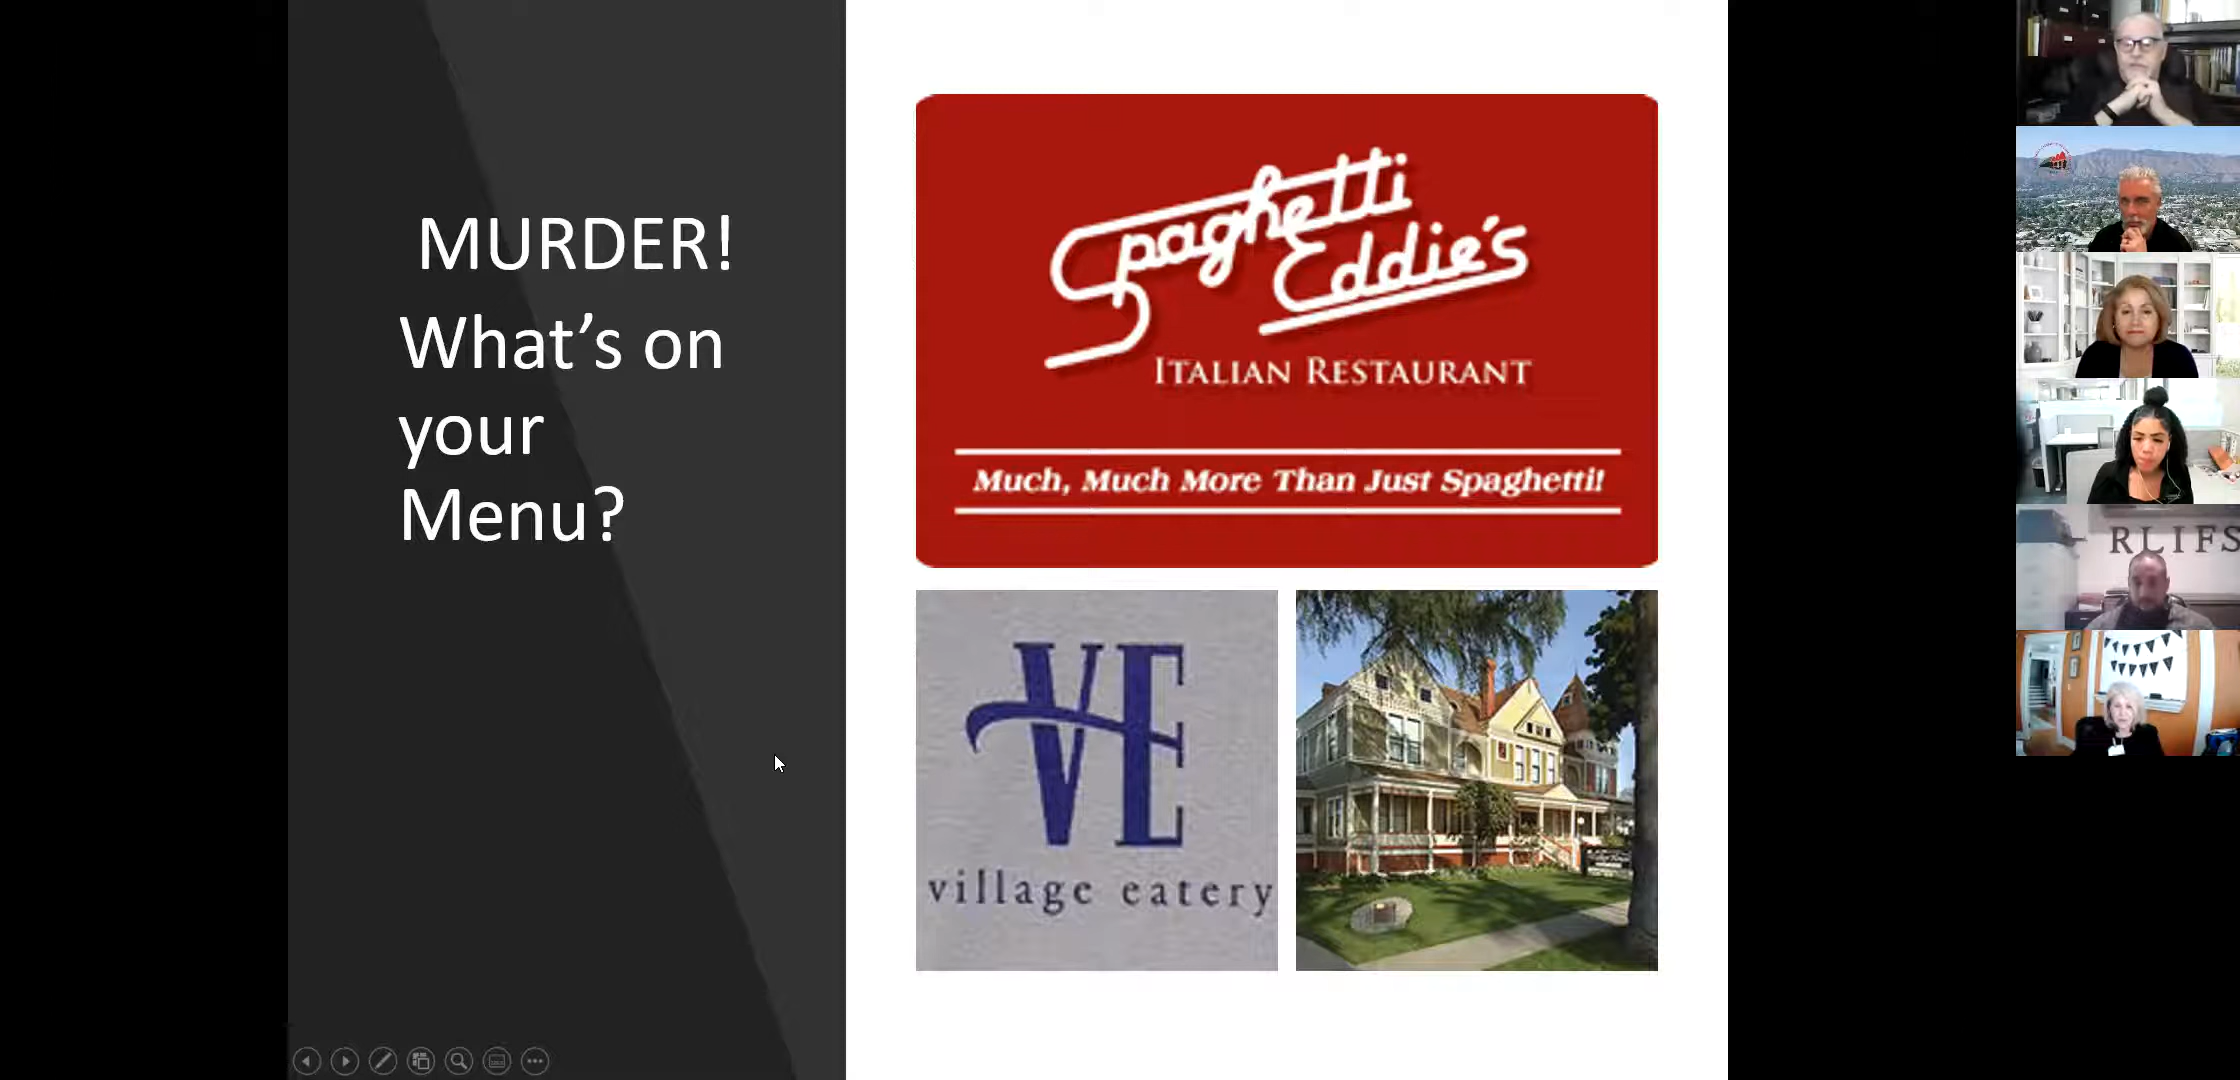 MURDER!
What’s on
your
Menu?
Spaghetti
Eddie's
ITALIAN RESTAURANT
Much, Much More Than Just Spaghetti!
VE
village eatery
RLIFS